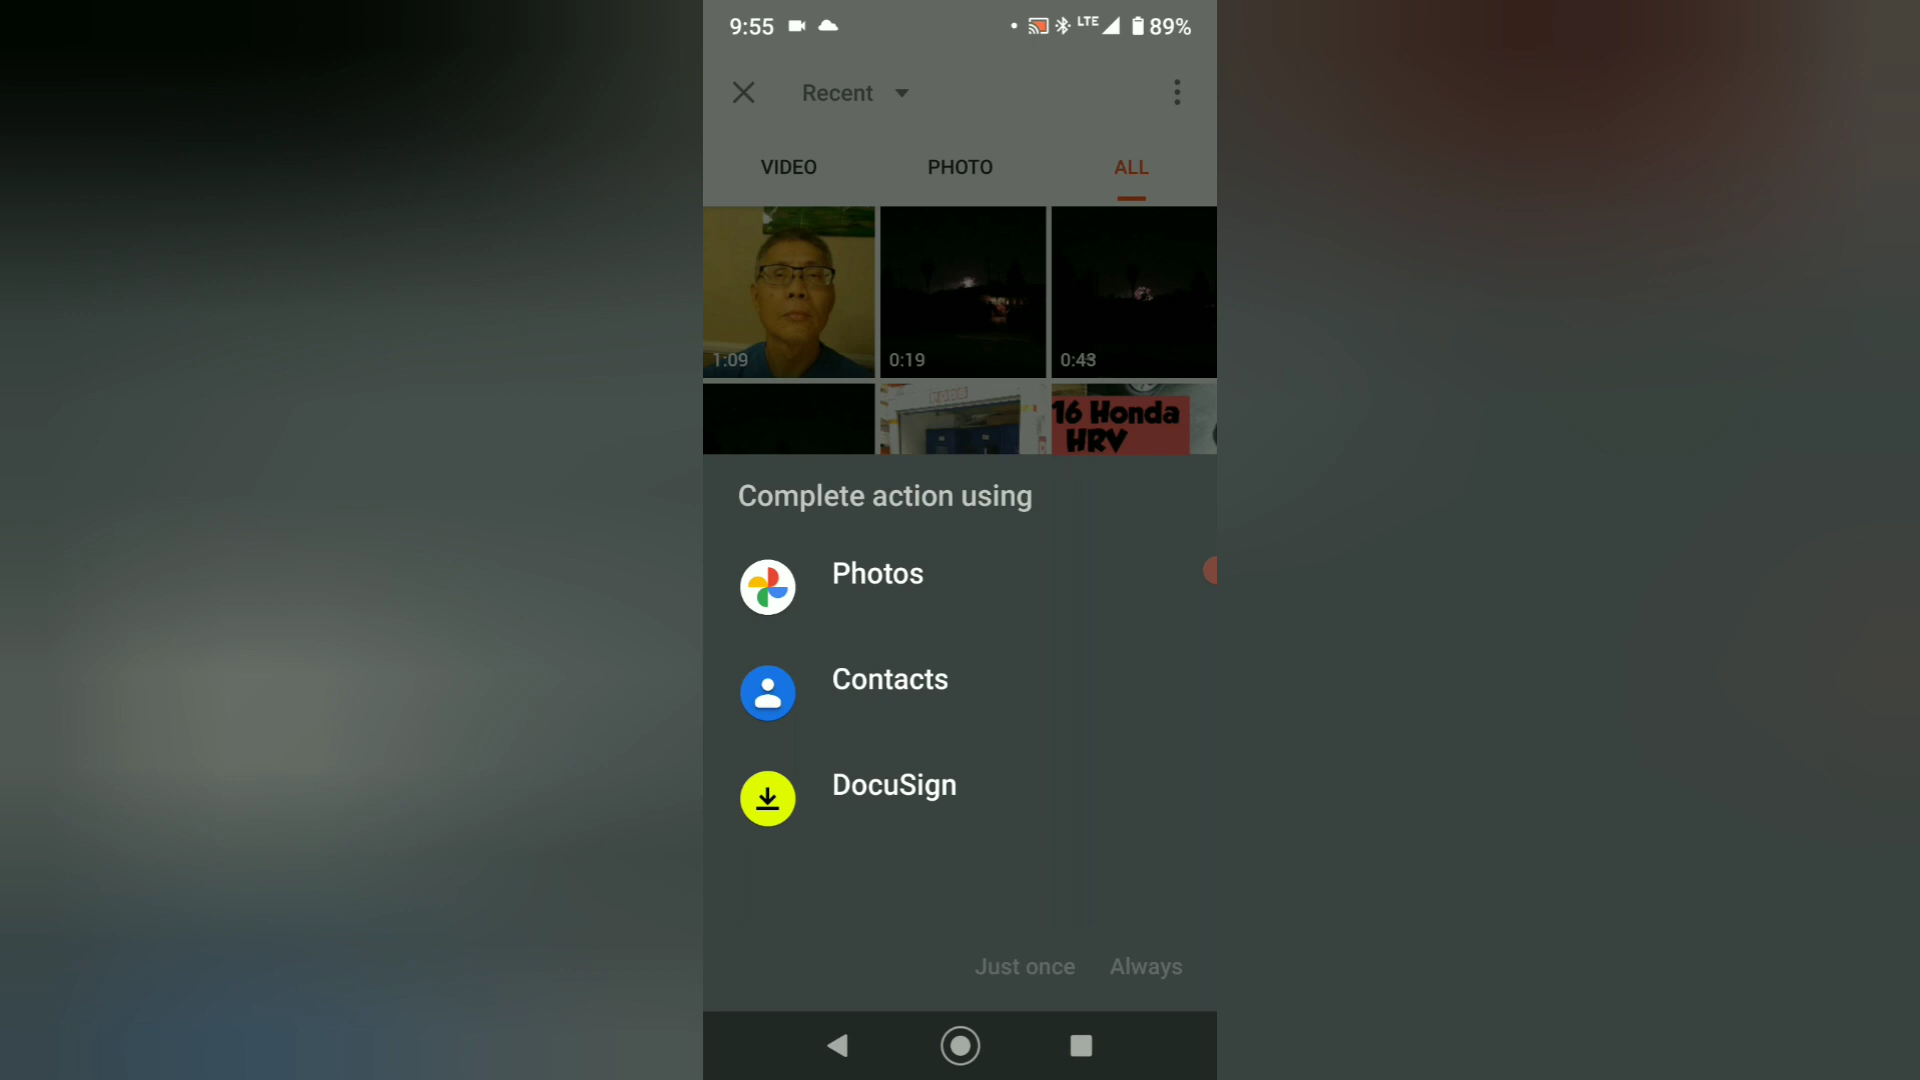 9:55 LTE 89%
Recent
VIDEO PHOTO ALL
1:09 0:19 0:43
16 Honda
HRV
Complete action using
Photos
Contacts
DocuSign
Just once Always